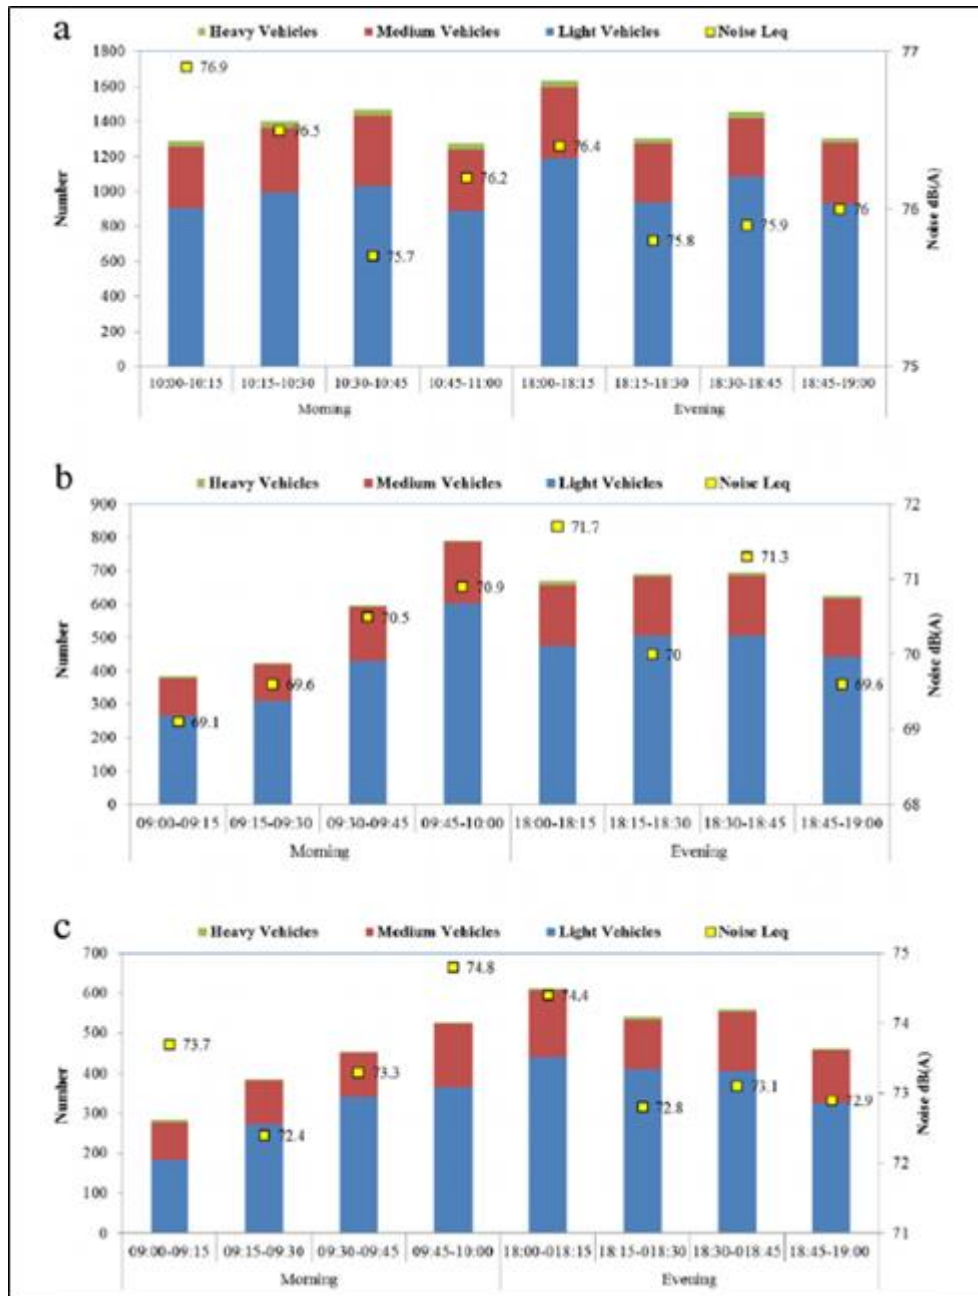 a
Heavy Vehicles Medium Vehicles Light Vehicles Noise Leq
1800 77
1600
1400
1200
1000 76
800
600
400
200
0 75
Number
Noise dB(A)
76.9 76.5 75.7 76.2 76.4 75.8 75.9 76
10:00-10:15 10:15-10:30 10:30-10:45 10:45-11:00 18:00-18:15 18:15-18:30 18:30-18:45 18:45-19:00
Morning Evening
b
Heavy Vehicles Medium Vehicles Light Vehicles Noise Leq
900 72
800
700 71
600
500 70
400
300 69
200
100
0 68
Number
Noise dB(A)
69.1 69.6 70.5 70.9 71.7 70 71.3 69.6
09:00-09:15 09:15-09:30 09:30-09:45 09:45-10:00 18:00-18:15 18:15-18:30 18:30-18:45 18:45-19:00
Morning Evening
c
Heavy Vehicles Medium Vehicles Light Vehicles Noise Leq
700 75
600 74
500
400 73
300
200 72
100
0 71
Number
Noise dB(A)
73.7 72.4 73.3 74.8 74.4 72.8 73.1 72.9
09:00-09:15 09:15-09:30 09:30-09:45 09:45-10:00 18:00-018:15 18:15-018:30 18:30-018:45 18:45-19:00
Morning Evening